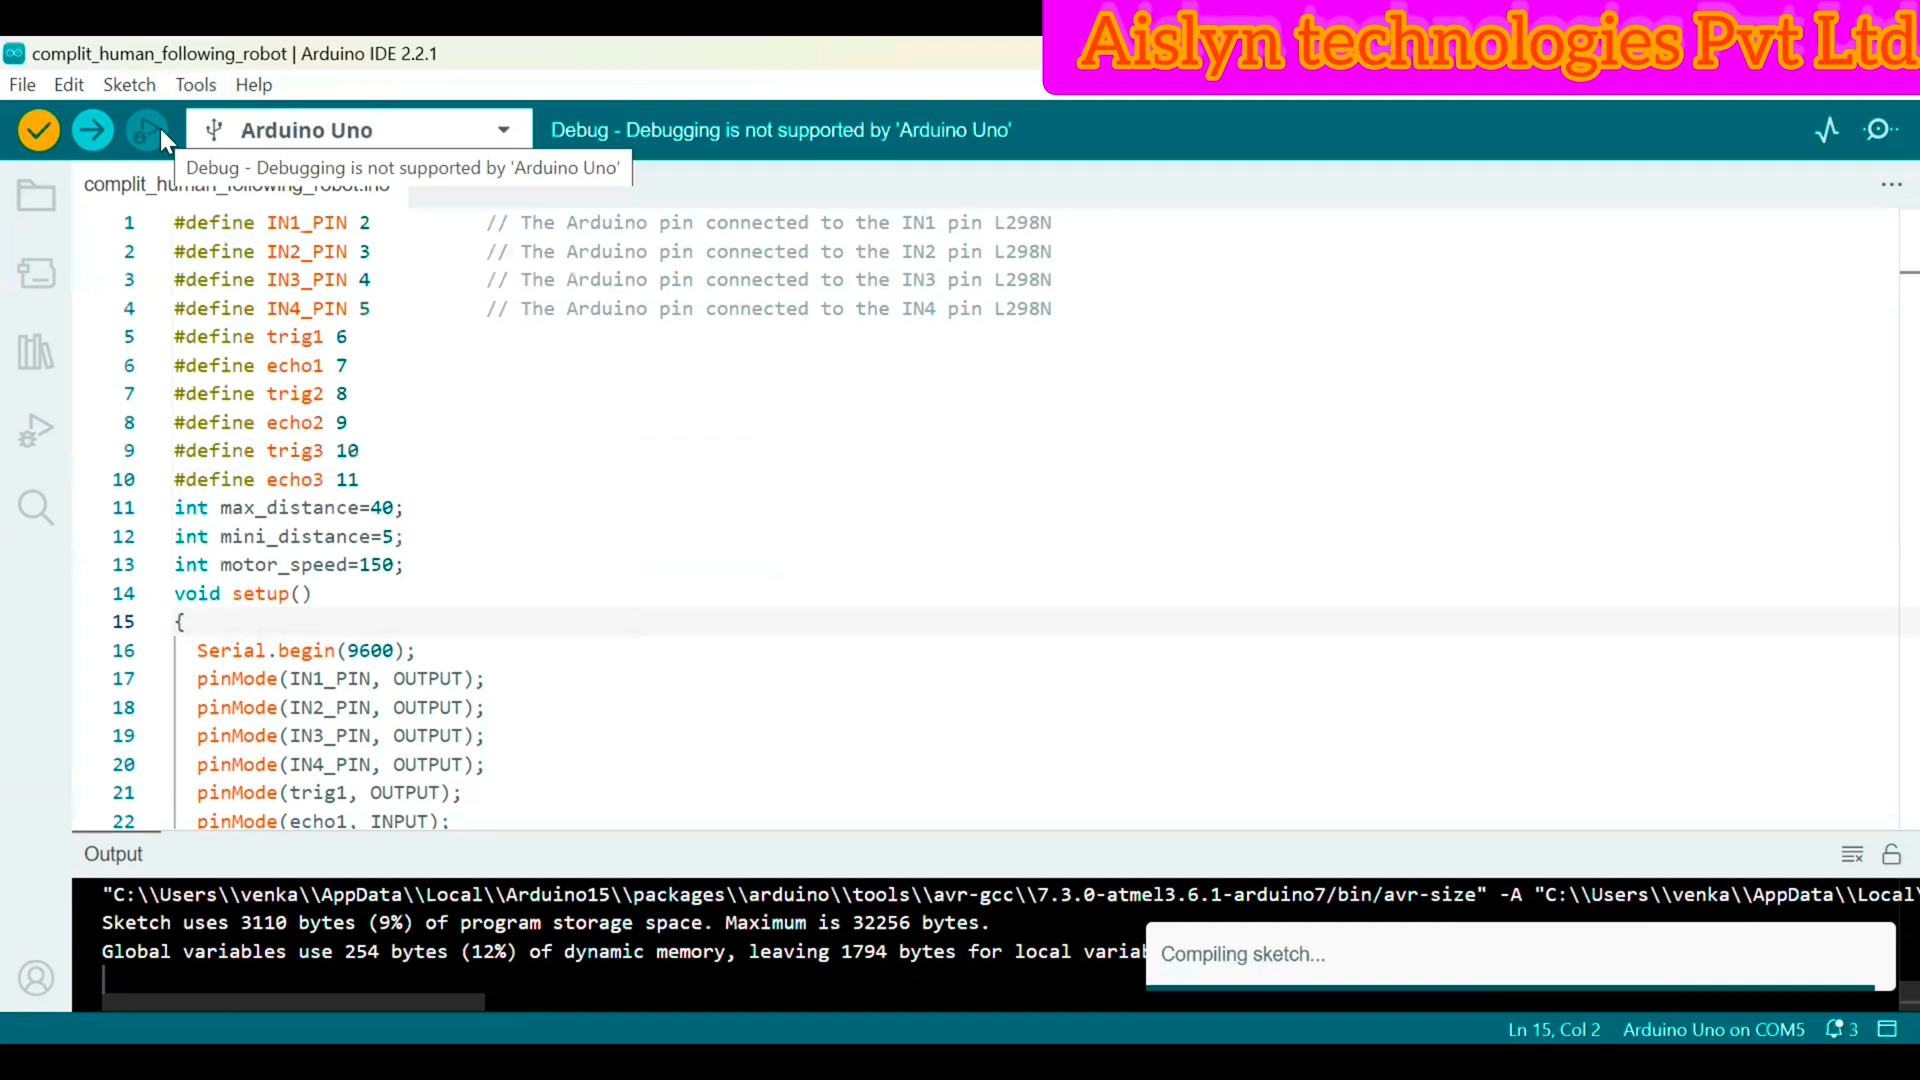 Aislyn technologies Pvt Ltd
complit_human_following_robot | Arduino IDE 2.2.1
File Edit Sketch Tools Help
Arduino Uno
Debug - Debugging is not supported by 'Arduino Uno'
Debug - Debugging is not supported by 'Arduino Uno'
complit_human_following_robot.ino
1 #define IN1_PIN 2 // The Arduino pin connected to the IN1 pin L298N
2 #define IN2_PIN 3 // The Arduino pin connected to the IN2 pin L298N
3 #define IN3_PIN 4 // The Arduino pin connected to the IN3 pin L298N
4 #define IN4_PIN 5 // The Arduino pin connected to the IN4 pin L298N
5 #define trig1 6
6 #define echo1 7
7 #define trig2 8
8 #define echo2 9
9 #define trig3 10
10 #define echo3 11
11 int max_distance=40;
12 int mini_distance=5;
13 int motor_speed=150;
14 void setup()
15 {
16 Serial.begin(9600);
17 pinMode(IN1_PIN, OUTPUT);
18 pinMode(IN2_PIN, OUTPUT);
19 pinMode(IN3_PIN, OUTPUT);
20 pinMode(IN4_PIN, OUTPUT);
21 pinMode(trig1, OUTPUT);
22 pinMode(echo1, INPUT);
Output
"C:\\Users\\venka\\AppData\\Local\\Arduino15\\packages\\arduino\\tools\\avr-gcc\\7.3.0-atmel3.6.1-arduino7/bin/avr-size" -A "C:\\Users\\venka\\AppData\\Local\
Sketch uses 3110 bytes (9%) of program storage space. Maximum is 32256 bytes.
Global variables use 254 bytes (12%) of dynamic memory, leaving 1794 bytes for local variab
Compiling sketch...
Ln 15, Col 2 Arduino Uno on COM5 3